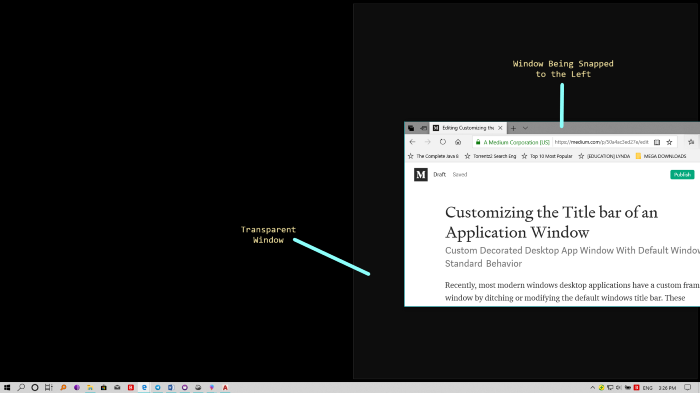 Window Being Snapped
to the Left
Editing Customizing the
A Medium Corporation [US]
https://medium.com/p/50a4as3ed27e/edit
The Complete Java 8
Torrentz2 Search Eng
Top 10 Most Popular
[EDUCATION] LYNDA
MEGA DOWNLOADS
M
Draft
Saved
Publish
Customizing the Title bar of an
Application Window
Custom Decorated Desktop App Window With Default Window
Standard Behavior
Recently, most modern windows desktop applications have a custom fram
window by ditching or modifying the default windows title bar. These
Transparent
Window
ENG
3:26 PM